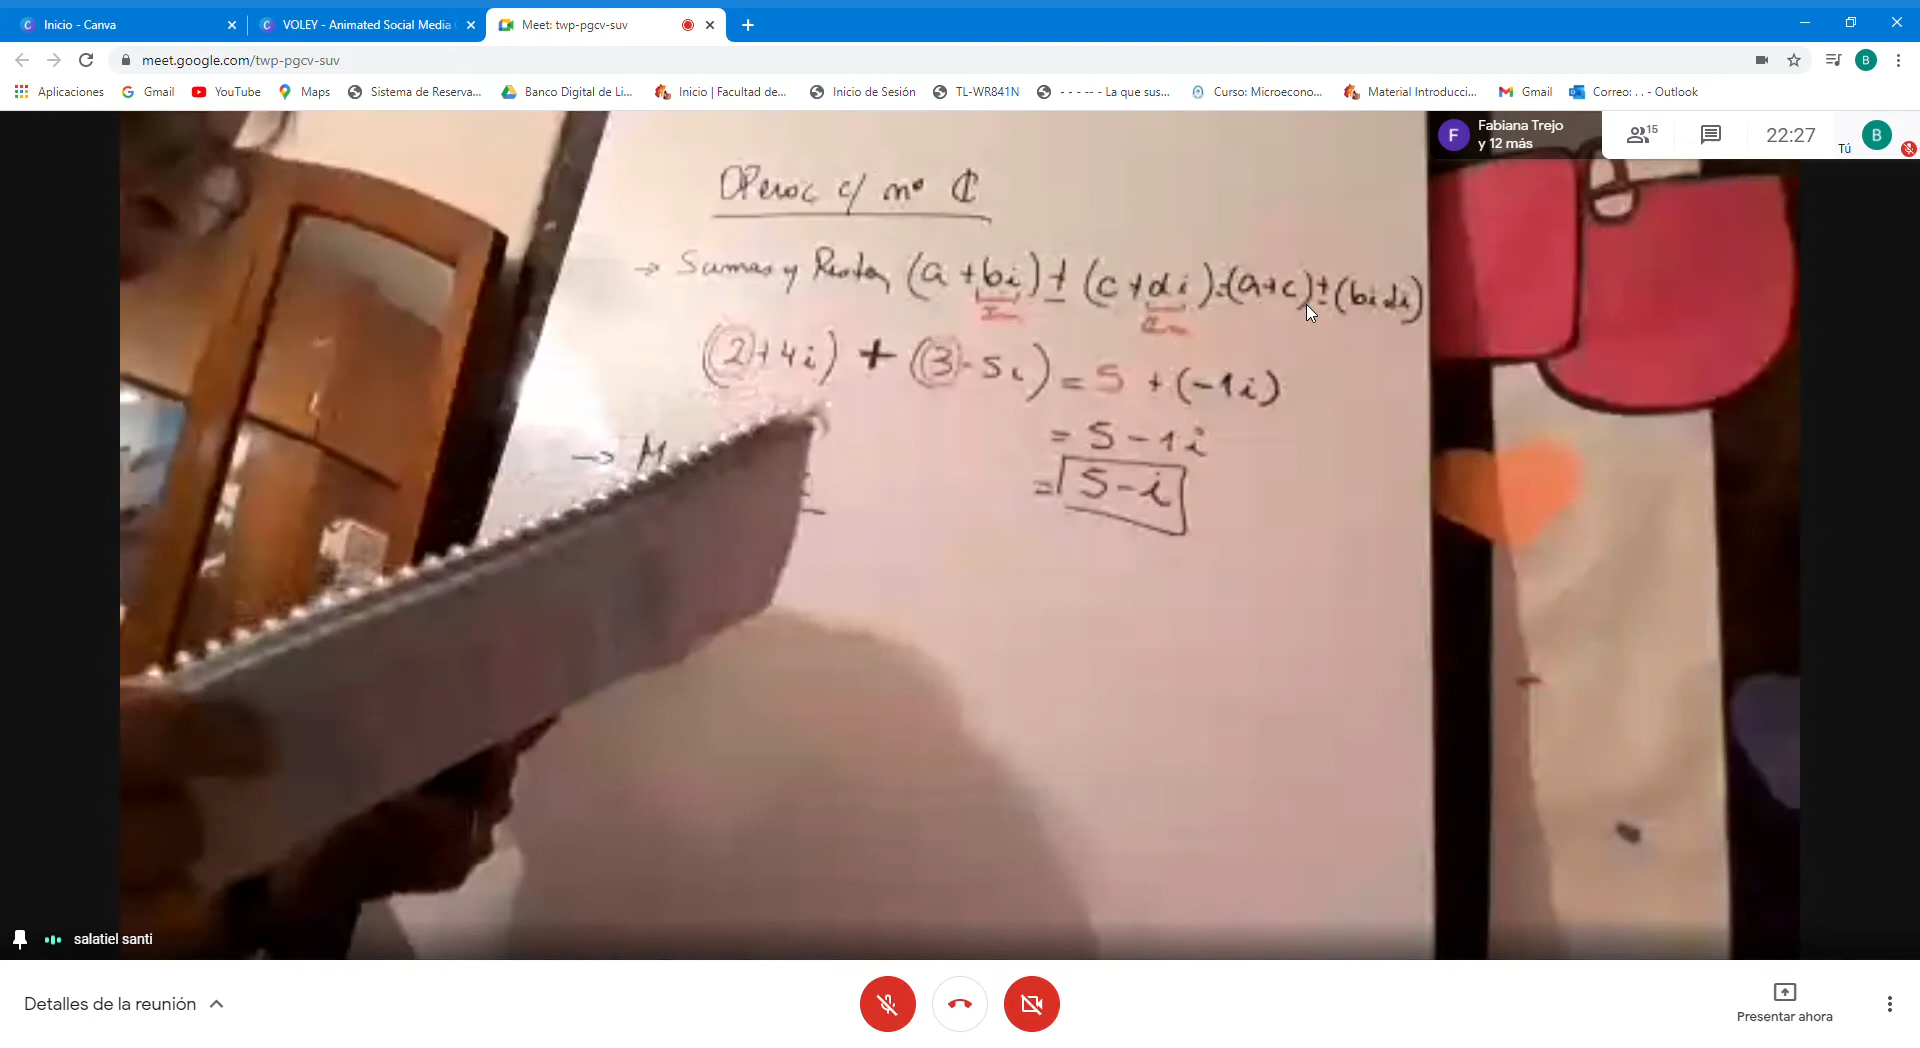 Inicio - Canva
VOLEY - Animated Social Media
Meet: twp-pgcv-suv
meet.google.com/twp-pgcv-suv
B
Aplicaciones Gmail YouTube Maps Sistema de Reserva... Banco Digital de Li... Inicio | Facultad de... Inicio de Sesión TL-WR841N - - - -- - La que sus... Curso: Microecono... Material Introducci... Gmail Correo: . . - Outlook
F Fabiana Trejo
y 12 más
15
22:27
Tú B
Operac c/ nº ℂ
→ Sumas y Restas (a + bi) ± (c + di) = (a+c) ± (bi di)
(2+4i) + (3-5i) = 5 + (-1i)
= 5 - 1i
= 5 - i
→ M
salatiel santi
Detalles de la reunión
Presentar ahora